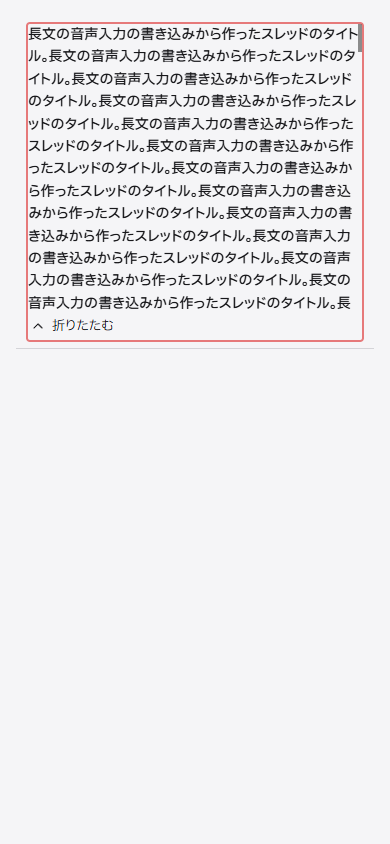 長文の音声入力の書き込みから作ったスレッドのタイト
ル。長文の音声入力の書き込みから作ったスレッドのタ
イトル。長文の音声入力の書き込みから作ったスレッド
のタイトル。長文の音声入力の書き込みから作ったスレ
ッドのタイトル。長文の音声入力の書き込みから作った
スレッドのタイトル。長文の音声入力の書き込みから作
ったスレッドのタイトル。長文の音声入力の書き込みか
ら作ったスレッドのタイトル。長文の音声入力の書き込
みから作ったスレッドのタイトル。長文の音声入力の書
き込みから作ったスレッドのタイトル。長文の音声入力
の書き込みから作ったスレッドのタイトル。長文の音声
入力の書き込みから作ったスレッドのタイトル。長文の
音声入力の書き込みから作ったスレッドのタイトル。長
折りたたむ